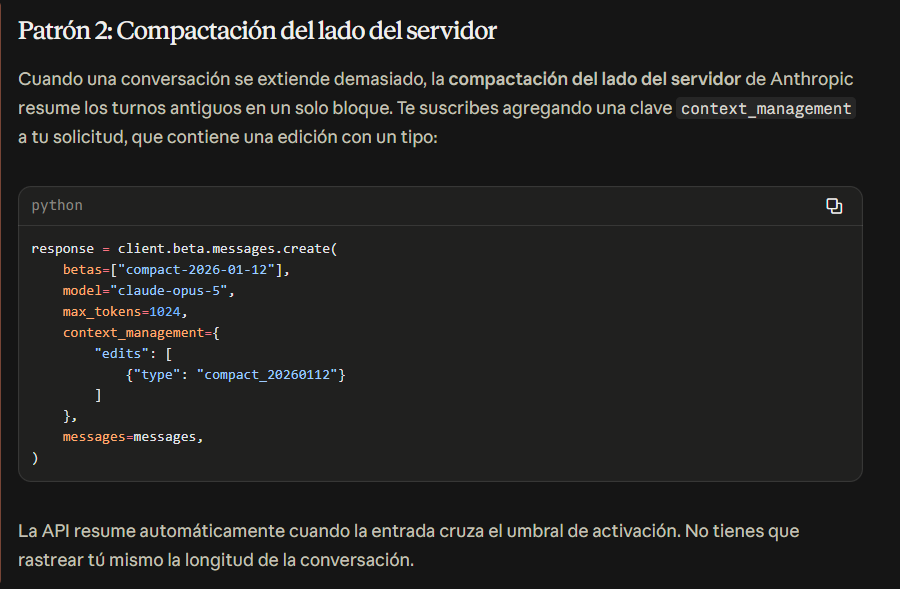 Patrón 2: Compactación del lado del servidor
Cuando una conversación se extiende demasiado, la compactación del lado del servidor de Anthropic
resume los turnos antiguos en un solo bloque. Te suscribes agregando una clave context_management
a tu solicitud, que contiene una edición con un tipo:
python
response = client.beta.messages.create(
    betas=["compact-2026-01-12"],
    model="claude-opus-5",
    max_tokens=1024,
    context_management={
        "edits": [
            {"type": "compact_20260112"}
        ]
    },
    messages=messages,
)
La API resume automáticamente cuando la entrada cruza el umbral de activación. No tienes que
rastrear tú mismo la longitud de la conversación.